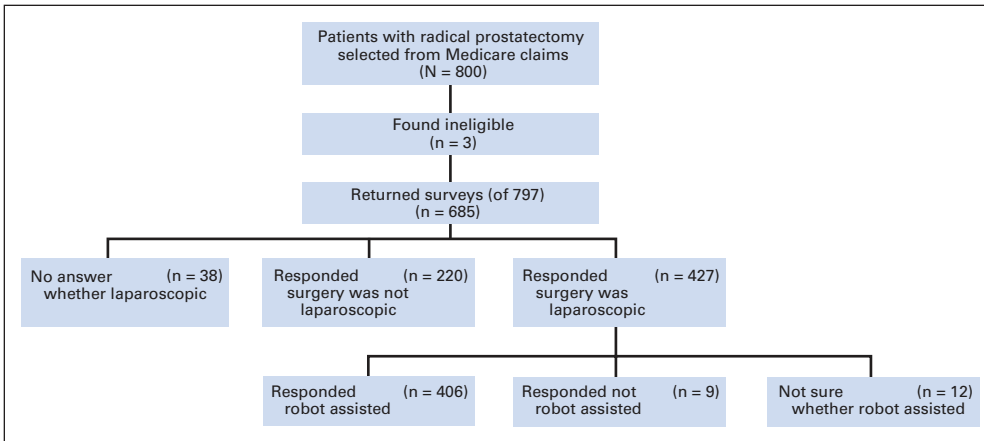 Patients with radical prostatectomy
selected from Medicare claims
(N = 800)
Found ineligible
(n = 3)
Returned surveys (of 797)
(n = 685)
No answer (n = 38)
whether laparoscopic
Responded (n = 220)
surgery was not
laparoscopic
Responded (n = 427)
surgery was
laparoscopic
Responded (n = 406)
robot assisted
Responded not (n = 9)
robot assisted
Not sure (n = 12)
whether robot assisted